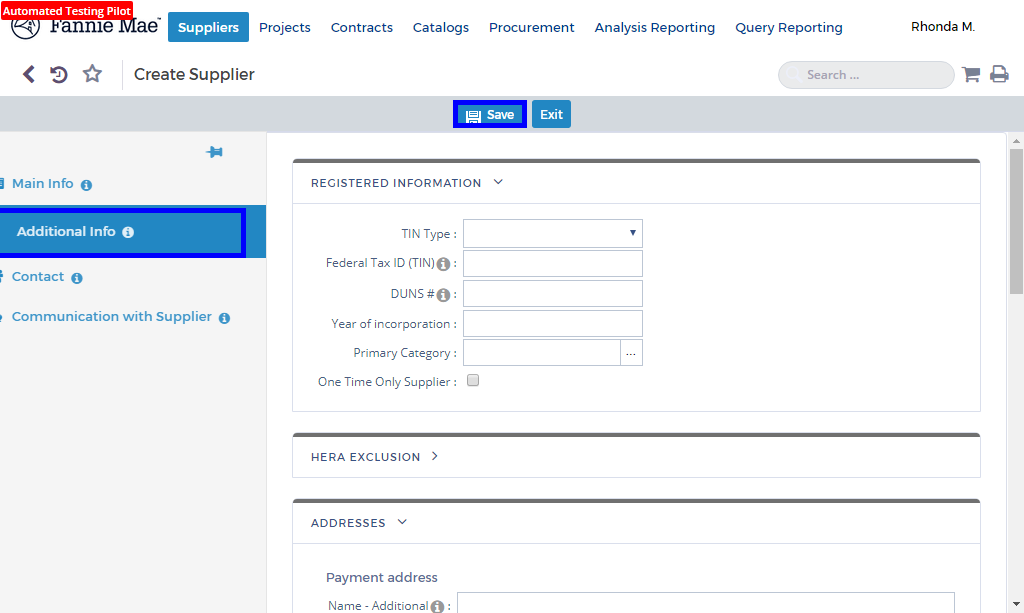 Automated Testing Pilot
Fannie Mae
Suppliers Projects Contracts Catalogs Procurement Analysis Reporting Query Reporting Rhonda M.
Create Supplier
Search ...
Save Exit
Main Info
Additional Info
Contact
Communication with Supplier
REGISTERED INFORMATION
TIN Type :
Federal Tax ID (TIN) :
DUNS # :
Year of incorporation :
Primary Category : ...
One Time Only Supplier :
HERA EXCLUSION
ADDRESSES
Payment address
Name - Additional :